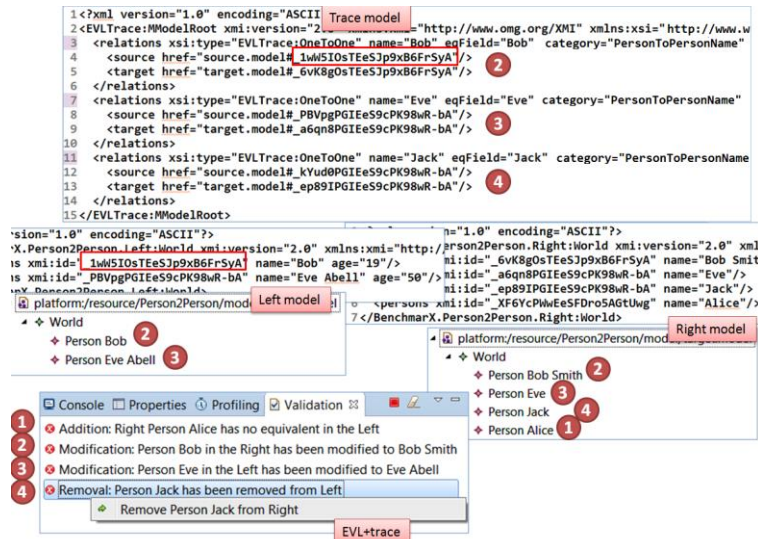 Trace model
1 <?xml version="1.0" encoding="ASCII"
2 <EVLTrace:MModelRoot xmi:version="2.0" xmlns:xmi="http://www.omg.org/XMI" xmlns:xsi="http://www.w
3 <relations xsi:type="EVLTrace:OneToOne" name="Bob" eqField="Bob" category="PersonToPersonName"
4 <source href="source.model#_1wW5IOsTEeSJp9xB6FrSyA"/>
5 <target href="target.model#_6vK8gOsTEeSJp9xB6FrSyA"/>
2
6 </relations>
7 <relations xsi:type="EVLTrace:OneToOne" name="Eve" eqField="Eve" category="PersonToPersonName"
8 <source href="source.model#_PBVpgPGIEeS9cPK98wR-bA"/>
9 <target href="target.model#_a6qn8PGIEeS9cPK98wR-bA"/>
3
10 </relations>
11 <relations xsi:type="EVLTrace:OneToOne" name="Jack" eqField="Jack" category="PersonToPersonName
12 <source href="source.model#_kYud0PGIEeS9cPK98wR-bA"/>
13 <target href="target.model#_ep89IPGIEeS9cPK98wR-bA"/>
4
14 </relations>
15 </EVLTrace:MModelRoot>
rsion="1.0" encoding="ASCII"?>
rX.Person2Person.Left:World xmi:version="2.0" xmlns:xmi="http:/
ns xmi:id="_1wW5IOsTEeSJp9xB6FrSyA" name="Bob" age="19"/>
ns xmi:id="_PBVpgPGIEeS9cPK98wR-bA" name="Eve Abell" age="50"/>
Left model
platform:/resource/Person2Person/mod
World
Person Bob 2
Person Eve Abell 3
n="1.0" encoding="ASCII"?>
erson2Person.Right:World xmi:version="2.0" xml
mi:id="_6vK8gOsTEeSJp9xB6FrSyA" name="Bob Smit
mi:id="_a6qn8PGIEeS9cPK98wR-bA" name="Eve"/>
mi:id="_ep89IPGIEeS9cPK98wR-bA" name="Jack"/>
6 <persons xmi:id="_XF6YcPWwEeSFDro5AGtUwg" name="Alice"/>
7 </BenchmarX.Person2Person.Right:World>
Right model
platform:/resource/Person2Person/model
World
Person Bob Smith 2
Person Eve 3
Person Jack 4
Person Alice 1
Console Properties Profiling Validation
1 Addition: Right Person Alice has no equivalent in the Left
2 Modification: Person Bob in the Right has been modified to Bob Smith
3 Modification: Person Eve in the Left has been modified to Eve Abell
4 Removal: Person Jack has been removed from Left
Remove Person Jack from Right
EVL+trace